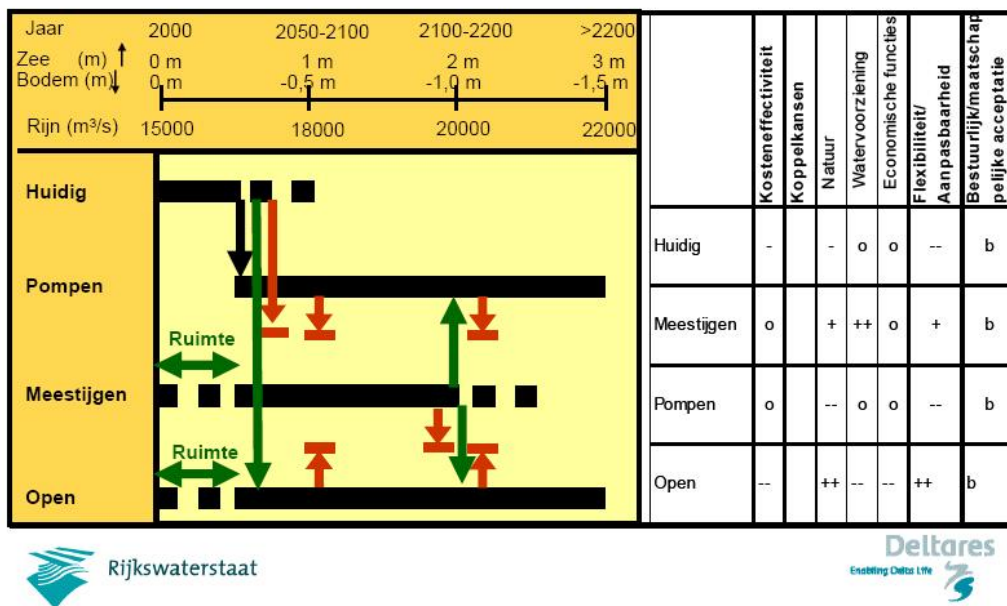 Jaar 2000 2050-2100 2100-2200 >2200
Zee (m) 0 m 1 m 2 m 3 m
Bodem (m) 0 m -0,5 m -1,0 m -1,5 m
Rijn (m³/s) 15000 18000 20000 22000
Huidig
Pompen
Ruimte
Meestijgen
Ruimte
Open
Kosteneffectiviteit
Koppelkansen
Natuur
Watervoorziening
Economische functies
Flexibiliteit/
Aanpasbaarheid
Bestuurlijk/maatschap
pelijke acceptatie
Huidig - - o o -- b
Meestijgen o + ++ o + b
Pompen o -- o o -- b
Open -- ++ -- -- ++ b
Rijkswaterstaat
Deltares
Enabling Delta Life